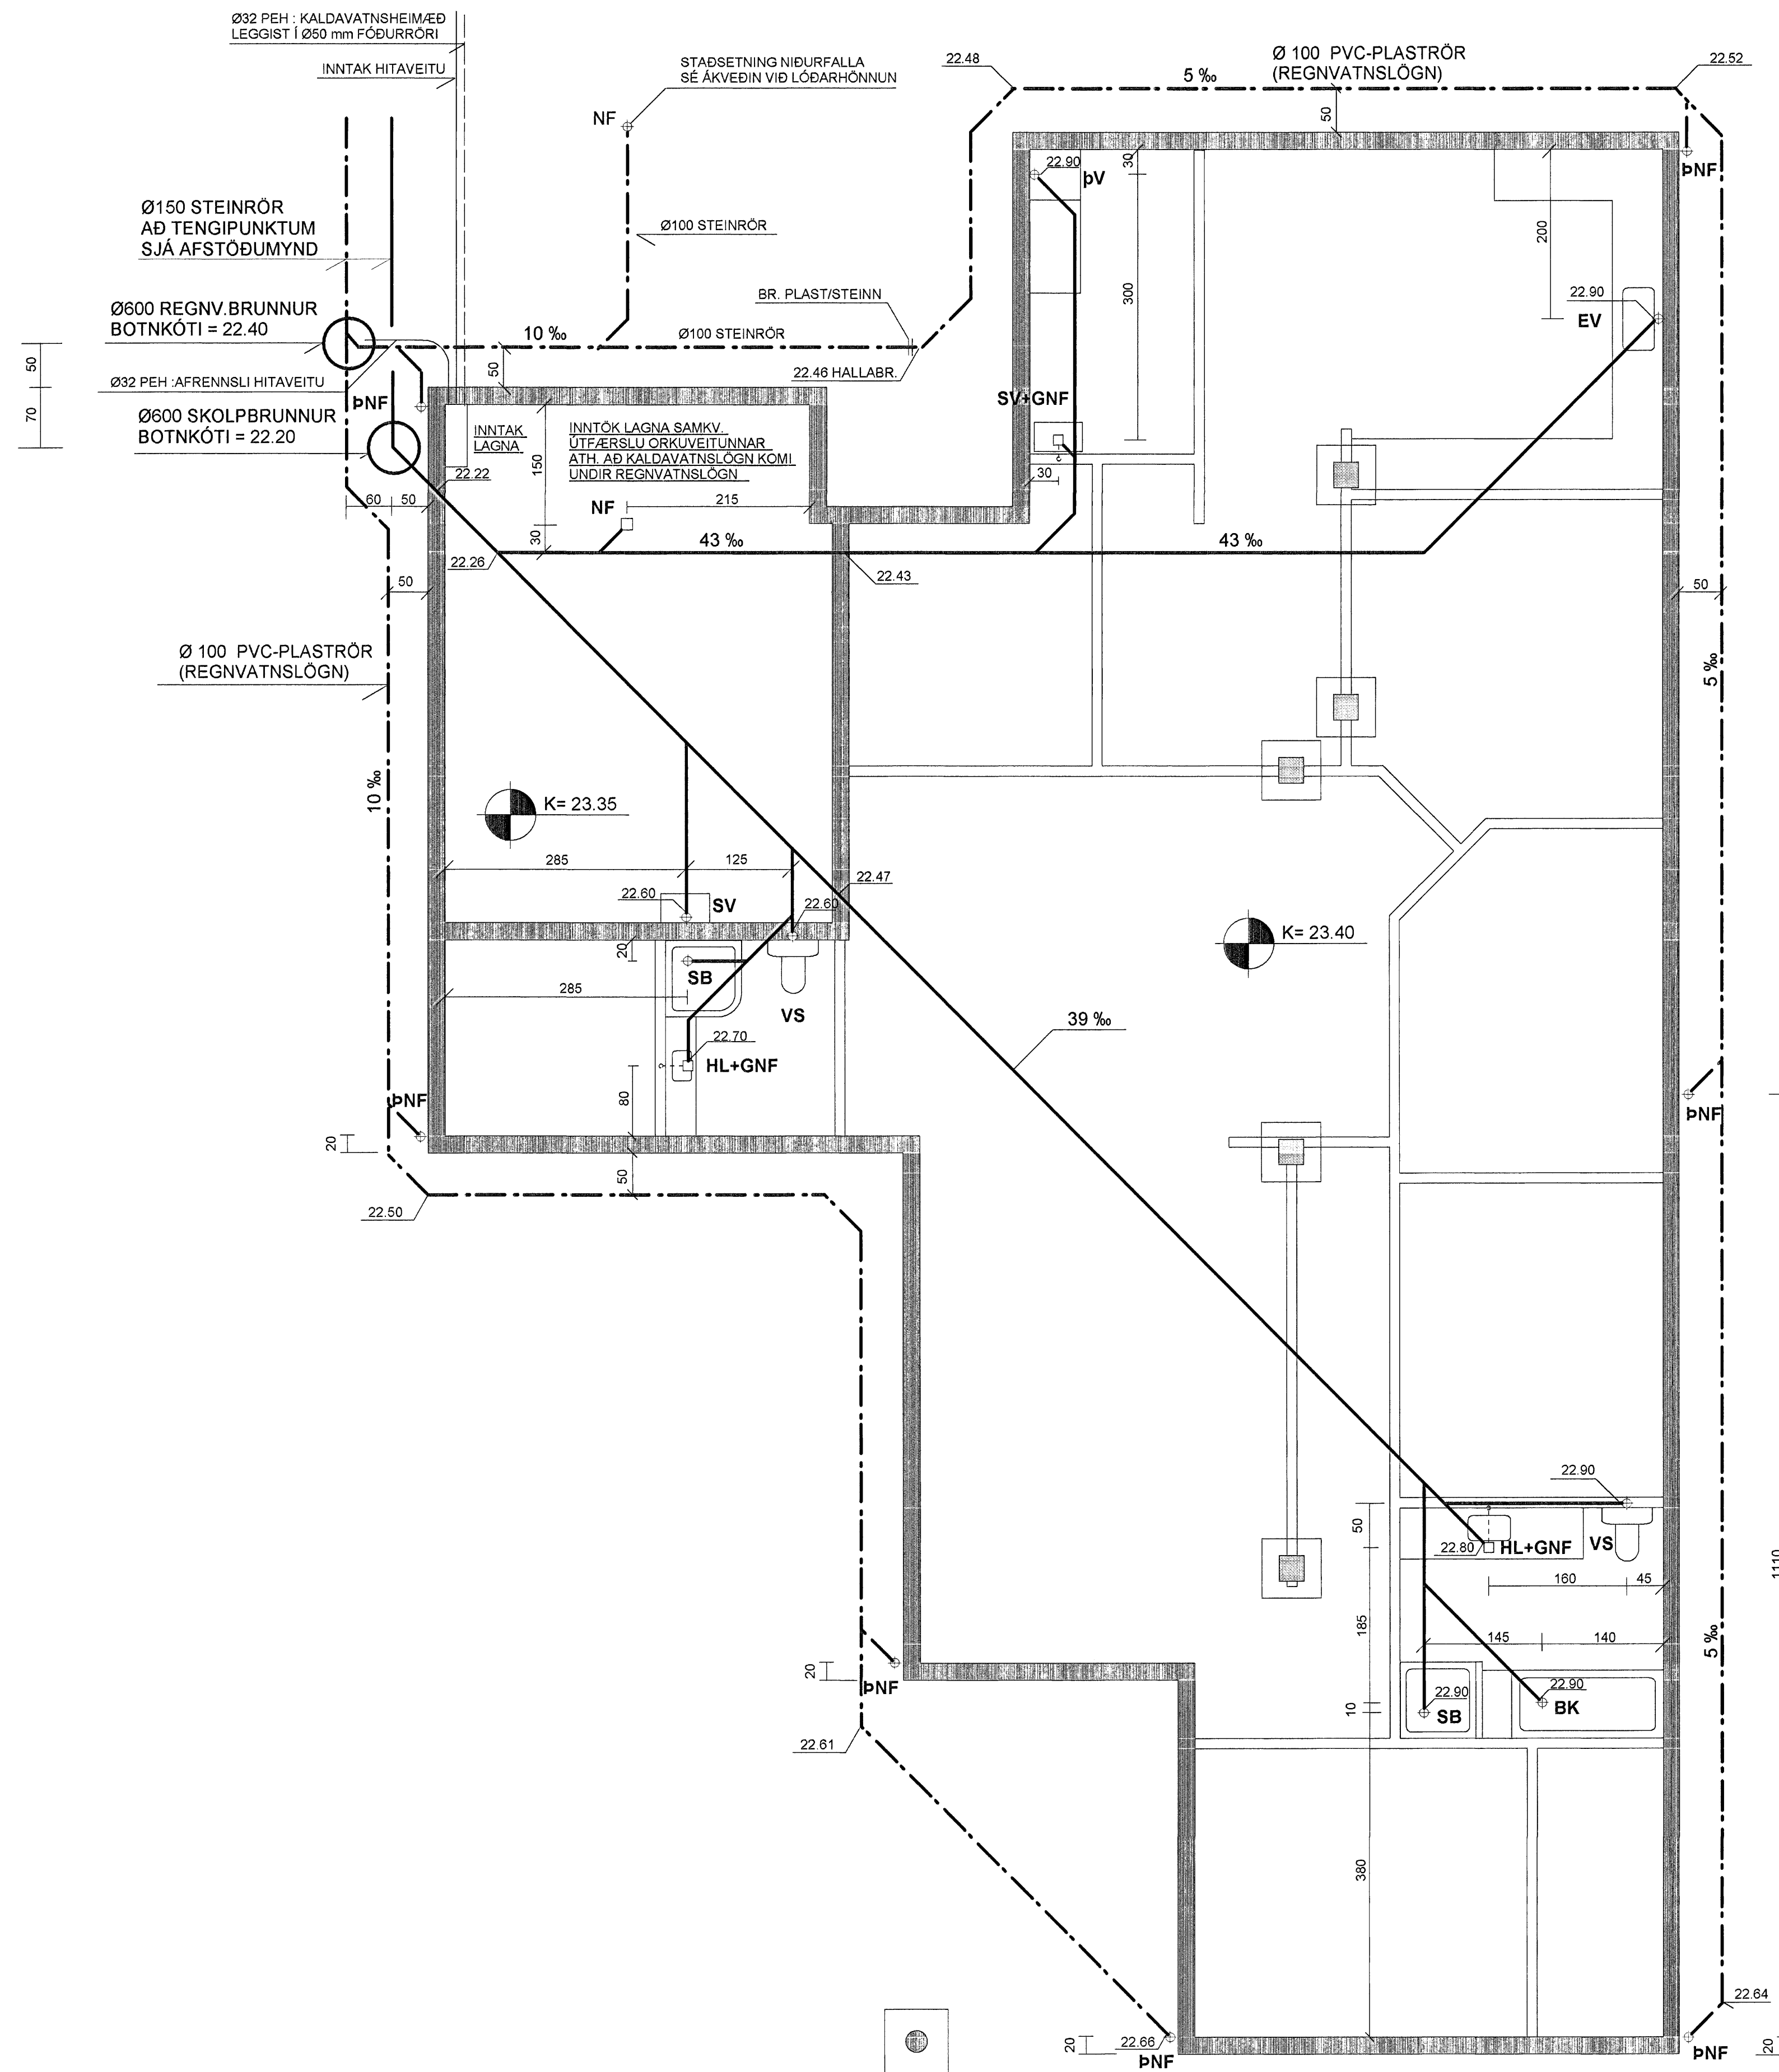 Ø32 PEH : KALDAVATNSHEIMÆÐ
LEGGIST Í Ø50 mm FÓÐURRÖRI
INNTAK HITAVEITU
STAÐSETNING NIÐURFALLA
SÉ ÁKVEÐIN VIÐ LÓÐARHÖNNUN
NF
22.48
Ø 100 PVC-PLASTRÖR
(REGNVATNSLÖGN)
5 ‰
22.52
50
ÞNF
Ø150 STEINRÖR
AÐ TENGIPUNKTUM
SJÁ AFSTÖÐUMYND
Ø100 STEINRÖR
22.90
30
ÞV
200
300
BR. PLAST/STEINN
22.90
EV
Ø600 REGNV.BRUNNUR
BOTNKÓTI = 22.40
10 ‰
Ø100 STEINRÖR
50
50
22.46 HALLABR.
Ø32 PEH :AFRENNSLI HITAVEITU
ÞNF
SV+GNF
70
Ø600 SKOLPBRUNNUR
BOTNKÓTI = 22.20
INNTAK
LAGNA
INNTÖK LAGNA SAMKV.
ÚTFÆRSLU ORKUVEITUNNAR
ATH. AÐ KALDAVATNSLÖGN KOMI
UNDIR REGNVATNSLÖGN
150
22.22
30
60
50
NF
215
30
43 ‰
43 ‰
22.26
22.43
50
50
Ø 100 PVC-PLASTRÖR
(REGNVATNSLÖGN)
5 ‰
10 ‰
K= 23.35
285
125
22.47
22.60
SV
22.60
20
K= 23.40
SB
285
VS
39 ‰
22.70
HL+GNF
80
ÞNF
ÞNF
20
50
22.50
22.90
50
22.80
HL+GNF
VS
1110
160
45
185
145
140
5 ‰
20
ÞNF
22.90
SB
22.90
BK
10
22.61
380
22.64
22.66
20
ÞNF
ÞNF
20